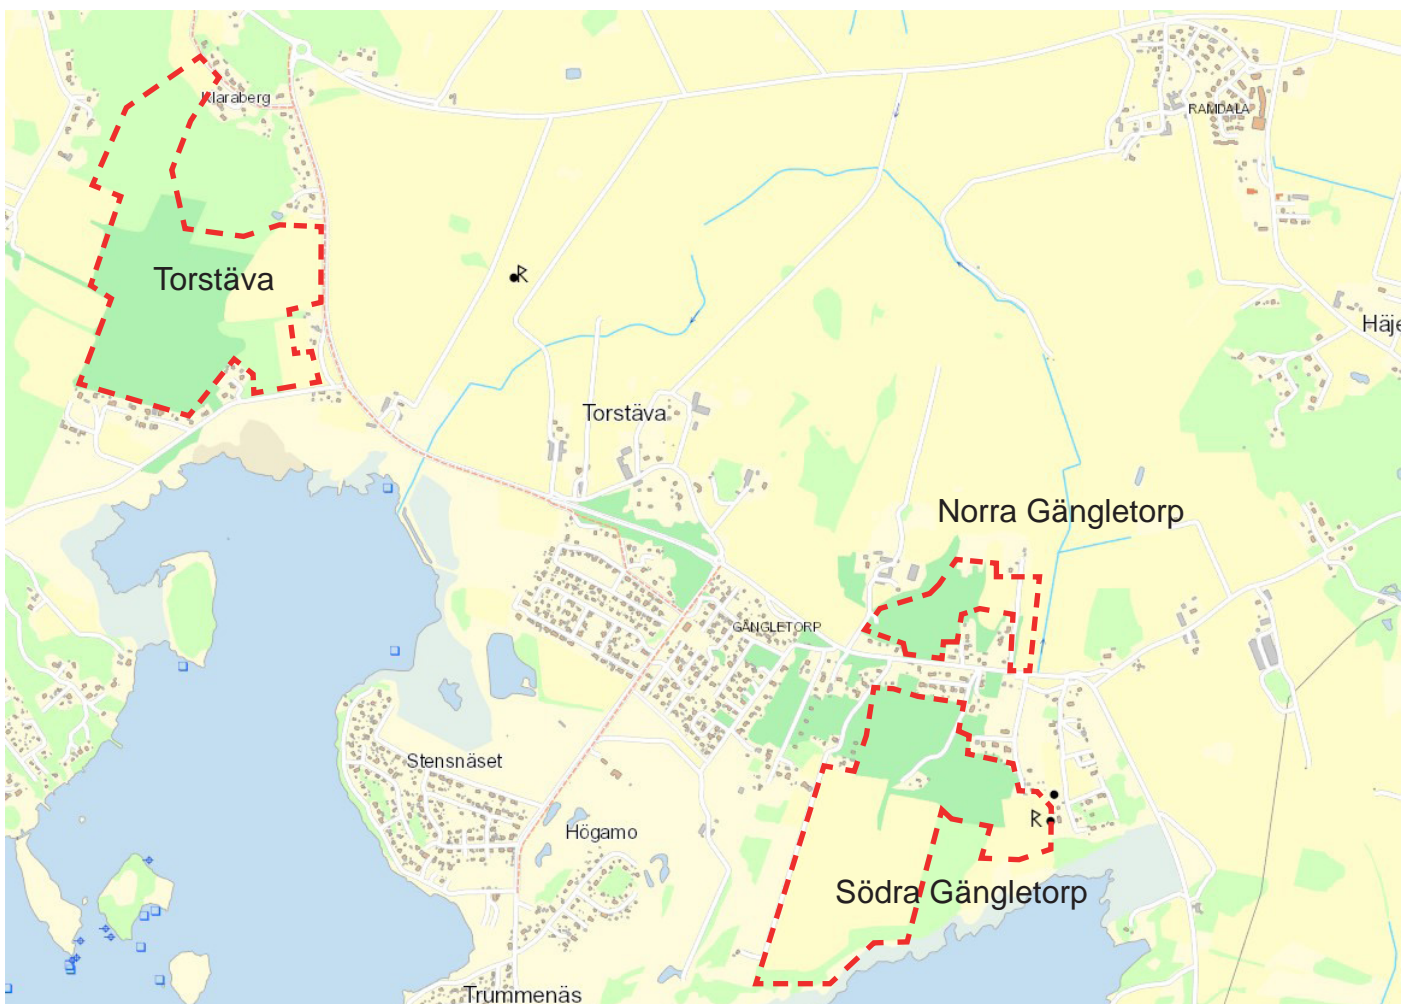 Klaraberg
RAMDALA
Torstäva
Häje
Torstäva
Norra Gängletorp
GÄNGLETORP
Stensnäset
Högamo
Södra Gängletorp
Trummenäs